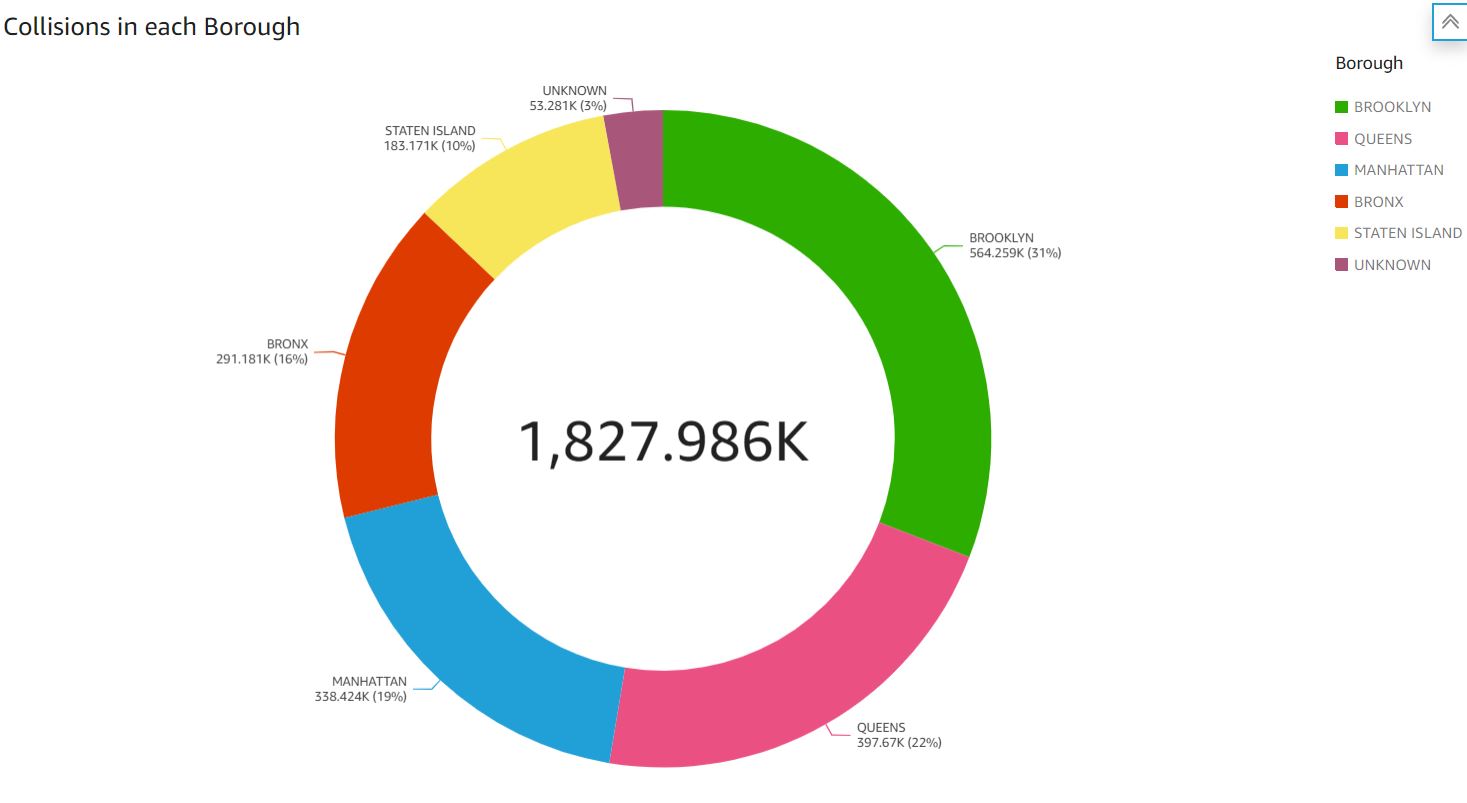 Collisions in each Borough
Borough
BROOKLYN
QUEENS
MANHATTAN
BRONX
STATEN ISLAND
UNKNOWN
UNKNOWN
53.281K (3%)
STATEN ISLAND
183.171K (10%)
BROOKLYN
564.259K (31%)
BRONX
291.181K (16%)
1,827.986K
MANHATTAN
338.424K (19%)
QUEENS
397.67K (22%)